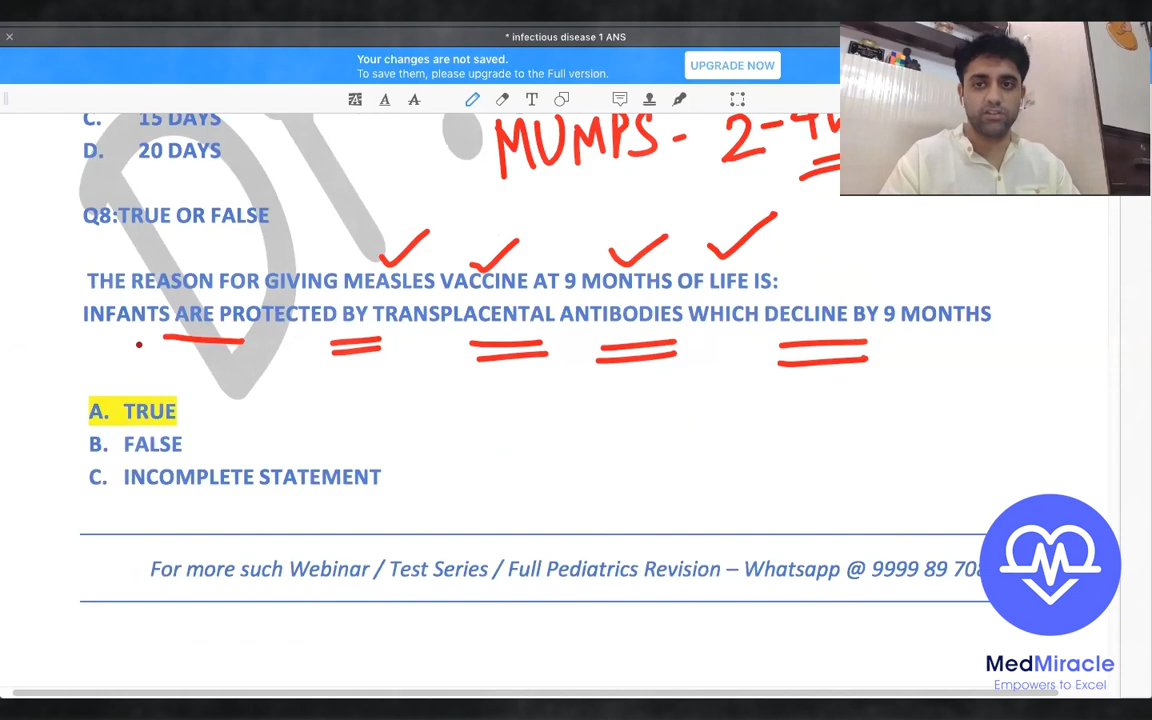 * infectious disease 1 ANS
Your changes are not saved.
To save them, please upgrade to the Full version.
UPGRADE NOW
C. 15 DAYS
MUMPS - 2-4
D. 20 DAYS
Q8:TRUE OR FALSE
THE REASON FOR GIVING MEASLES VACCINE AT 9 MONTHS OF LIFE IS:
INFANTS ARE PROTECTED BY TRANSPLACENTAL ANTIBODIES WHICH DECLINE BY 9 MONTHS
A. TRUE
B. FALSE
C. INCOMPLETE STATEMENT
For more such Webinar / Test Series / Full Pediatrics Revision – Whatsapp @ 9999 89 708
MedMiracle
Empowers to Excel